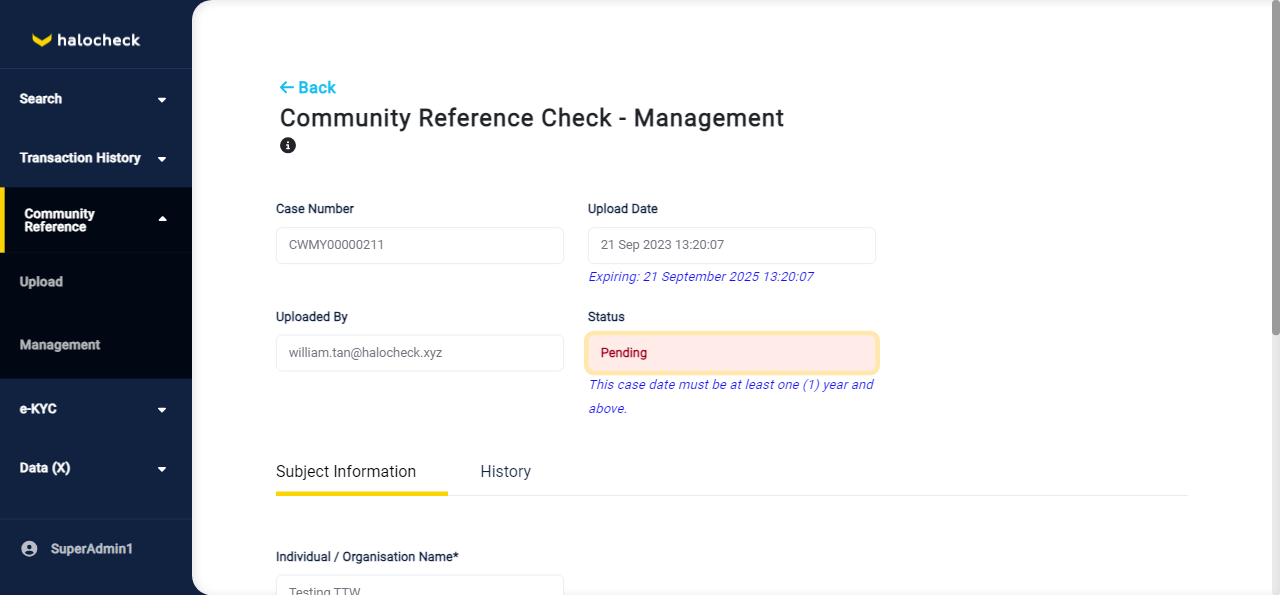 halocheck
Search
Transaction History
Community
Reference
Upload
Management
e-KYC
Data (X)
SuperAdmin1
Back
Community Reference Check - Management
Case Number
CWMY00000211
Upload Date
21 Sep 2023 13:20:07
Expiring: 21 September 2025 13:20:07
Uploaded By
william.tan@halocheck.xyz
Status
Pending
This case date must be at least one (1) year and
above.
Subject Information
History
Individual / Organisation Name*
Testing TTW